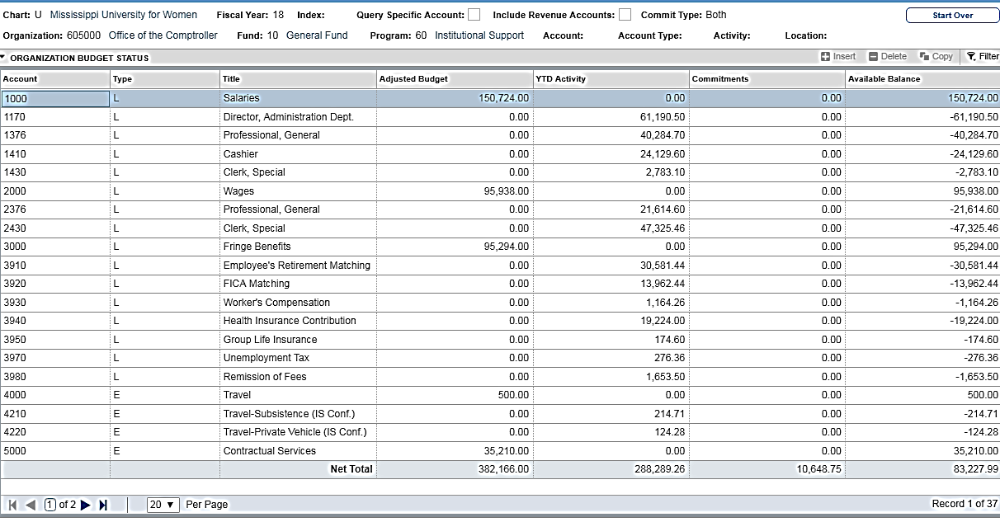 Chart: U Mississippi University for Women Fiscal Year: 18 Index: Query Specific Account: Include Revenue Accounts: Commit Type: Both Start Over
Organization: 605000 Office of the Comptroller Fund: 10 General Fund Program: 60 Institutional Support Account: Account Type: Activity: Location:
ORGANIZATION BUDGET STATUS Insert Delete Copy Filter
Account Type Title Adjusted Budget YTD Activity Commitments Available Balance
1000 L Salaries 150,724.00 0.00 0.00 150,724.00
1170 L Director, Administration Dept. 0.00 61,190.50 0.00 -61,190.50
1376 L Professional, General 0.00 40,284.70 0.00 -40,284.70
1410 L Cashier 0.00 24,129.60 0.00 -24,129.60
1430 L Clerk, Special 0.00 2,783.10 0.00 -2,783.10
2000 L Wages 95,938.00 0.00 0.00 95,938.00
2376 L Professional, General 0.00 21,614.60 0.00 -21,614.60
2430 L Clerk, Special 0.00 47,325.46 0.00 -47,325.46
3000 L Fringe Benefits 95,294.00 0.00 0.00 95,294.00
3910 L Employee's Retirement Matching 0.00 30,581.44 0.00 -30,581.44
3920 L FICA Matching 0.00 13,962.44 0.00 -13,962.44
3930 L Worker's Compensation 0.00 1,164.26 0.00 -1,164.26
3940 L Health Insurance Contribution 0.00 19,224.00 0.00 -19,224.00
3950 L Group Life Insurance 0.00 174.60 0.00 -174.60
3970 L Unemployment Tax 0.00 276.36 0.00 -276.36
3980 L Remission of Fees 0.00 1,653.50 0.00 -1,653.50
4000 E Travel 500.00 0.00 0.00 500.00
4210 E Travel-Subsistence (IS Conf.) 0.00 214.71 0.00 -214.71
4220 E Travel-Private Vehicle (IS Conf.) 0.00 124.28 0.00 -124.28
5000 E Contractual Services 35,210.00 0.00 0.00 35,210.00
Net Total 382,166.00 288,289.26 10,648.75 83,227.99
1 of 2 20 Per Page Record 1 of 37